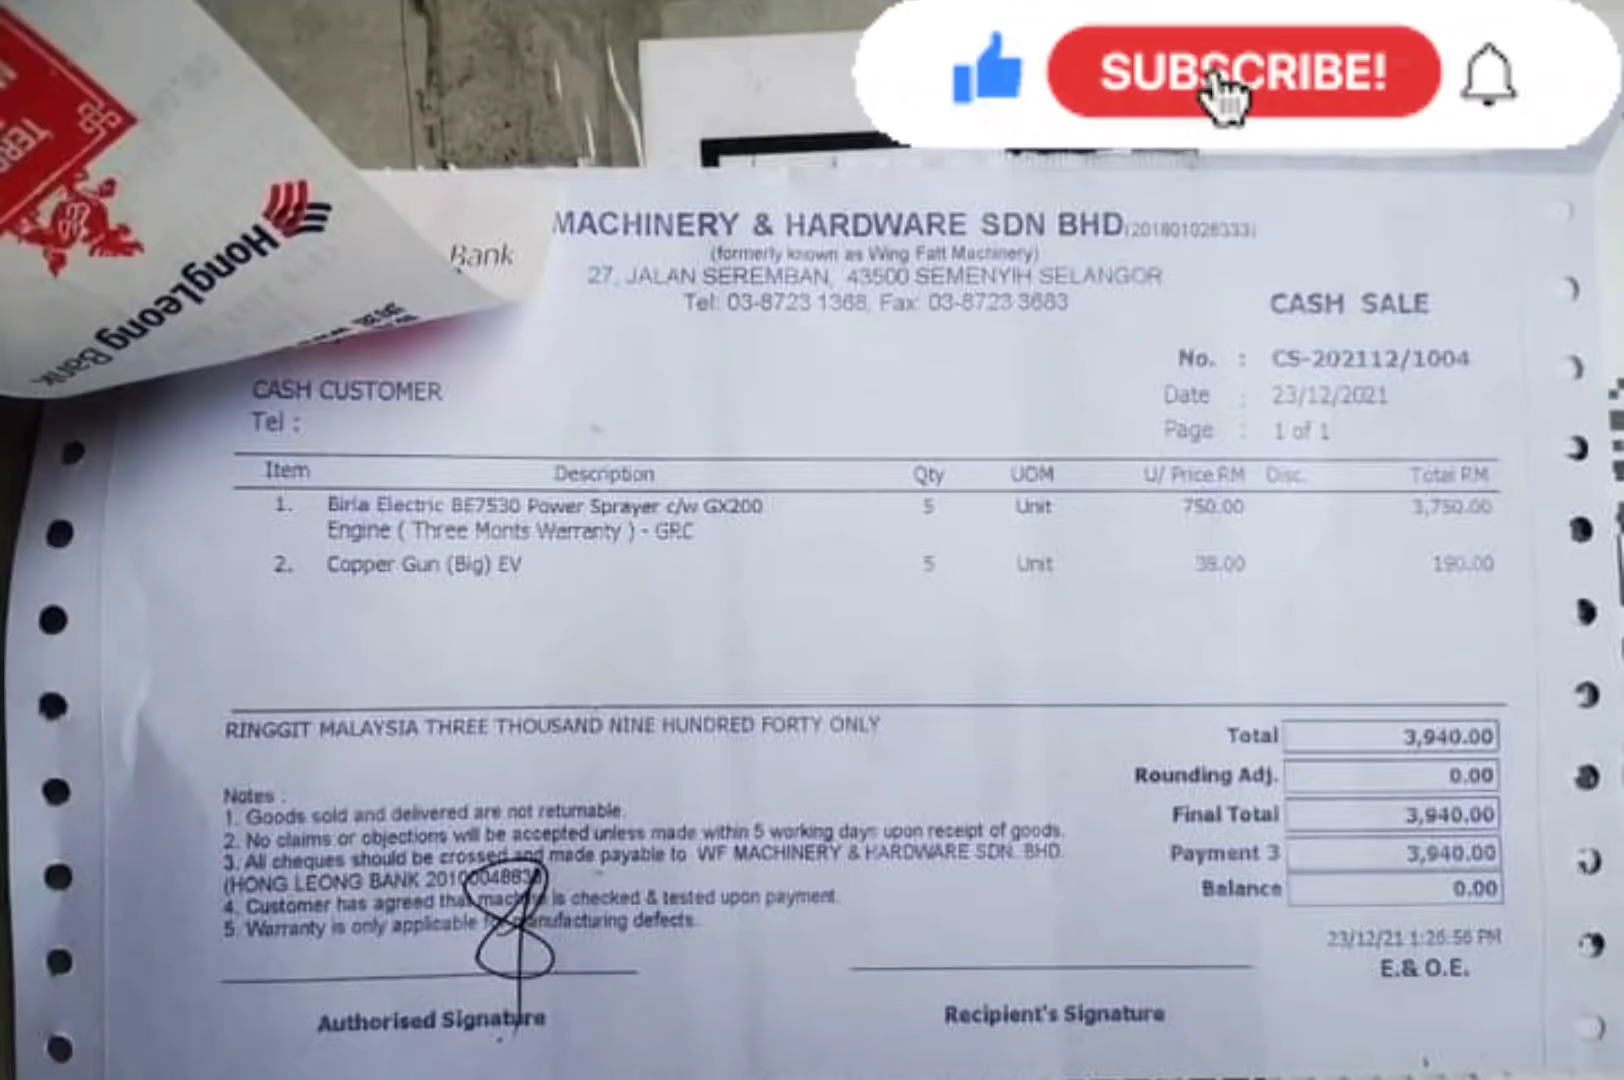 SUBSCRIBE!
HongLeong Bank
Bank
MACHINERY & HARDWARE SDN BHD (201801028333)
(formerly known as Wing Fatt Machinery)
27, JALAN SEREMBAN, 43500 SEMENYIH SELANGOR
Tel: 03-8723 1368, Fax: 03-8723 3683
CASH SALE
No. : CS-202112/1004
CASH CUSTOMER
Date : 23/12/2021
Tel :
Page : 1 of 1
Item Description Qty UOM U/ Price RM Disc. Total RM
1. Birla Electric BE7530 Power Sprayer c/w GX200 5 Unit 750.00 3,750.00
Engine ( Three Monts Warranty ) - GRC
2. Copper Gun (Big) EV 5 Unit 38.00 190.00
RINGGIT MALAYSIA THREE THOUSAND NINE HUNDRED FORTY ONLY
Total 3,940.00
Rounding Adj. 0.00
Final Total 3,940.00
Payment 3 3,940.00
Balance 0.00
Notes :
1. Goods sold and delivered are not returnable.
2. No claims or objections will be accepted unless made within 5 working days upon receipt of goods.
3. All cheques should be crossed and made payable to WF MACHINERY & HARDWARE SDN. BHD.
(HONG LEONG BANK
4. Customer has agreed that machine is checked & tested upon payment.
5. Warranty is only applicable for manufacturing defects.
23/12/21 1:26:56 PM
E.& O.E.
Authorised Signature
Recipient's Signature